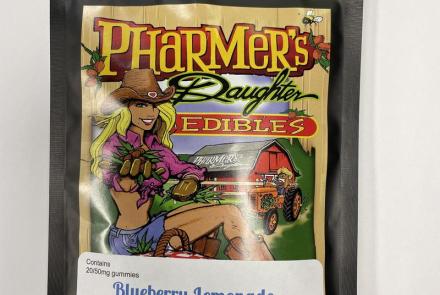 PHARMER'S
Daughter
EDIBLES
PHARMER'S
Contains
20/50mg gummies
Blueberry Lemonade